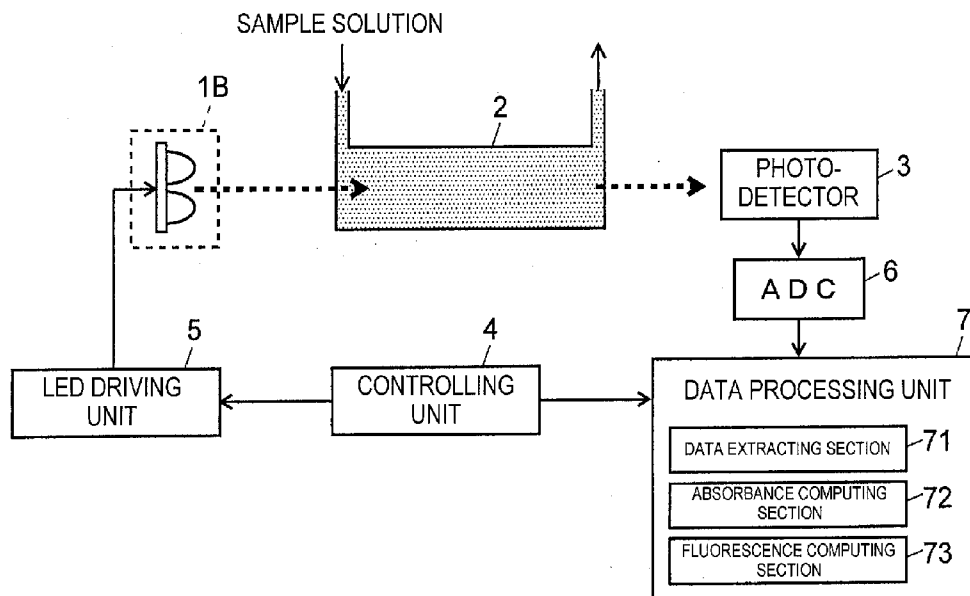 SAMPLE SOLUTION
1B
2
PHOTO-
DETECTOR
3
A D C
6
5
LED DRIVING
UNIT
4
CONTROLLING
UNIT
7
DATA PROCESSING UNIT
DATA EXTRACTING SECTION
71
ABSORBANCE COMPUTING
SECTION
72
FLUORESCENCE COMPUTING
SECTION
73